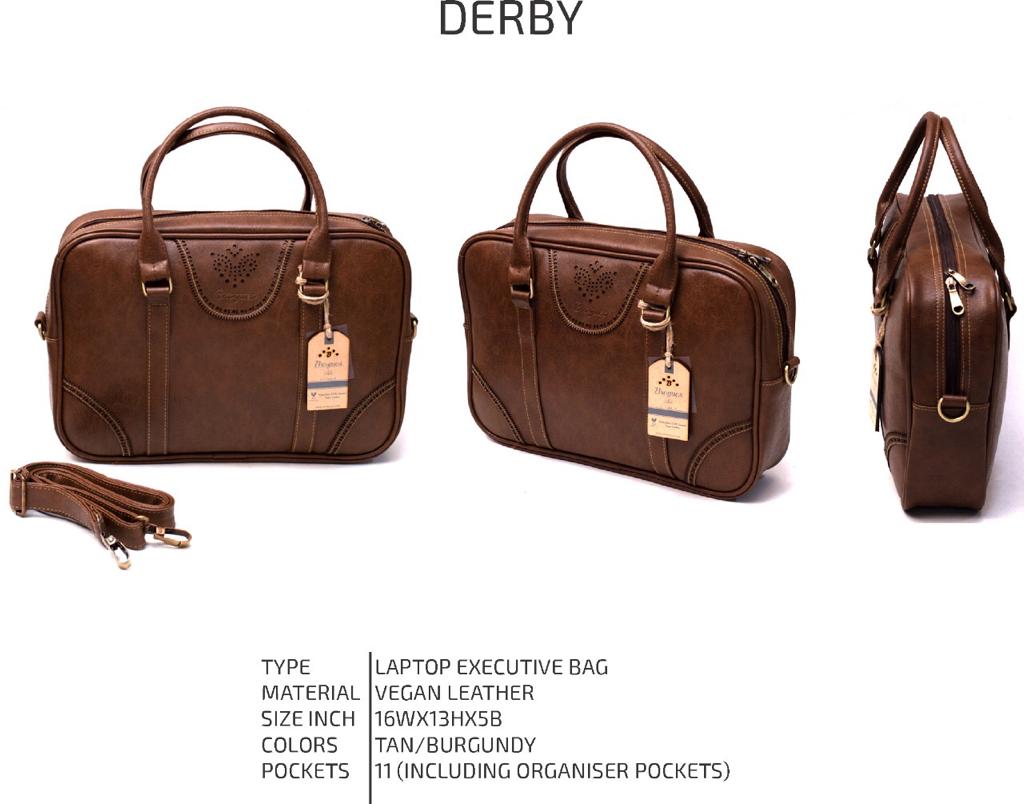 DERBY
TYPE LAPTOP EXECUTIVE BAG
MATERIAL VEGAN LEATHER
SIZE INCH 16WX13HX5B
COLORS TAN/BURGUNDY
POCKETS 11 (INCLUDING ORGANISER POCKETS)